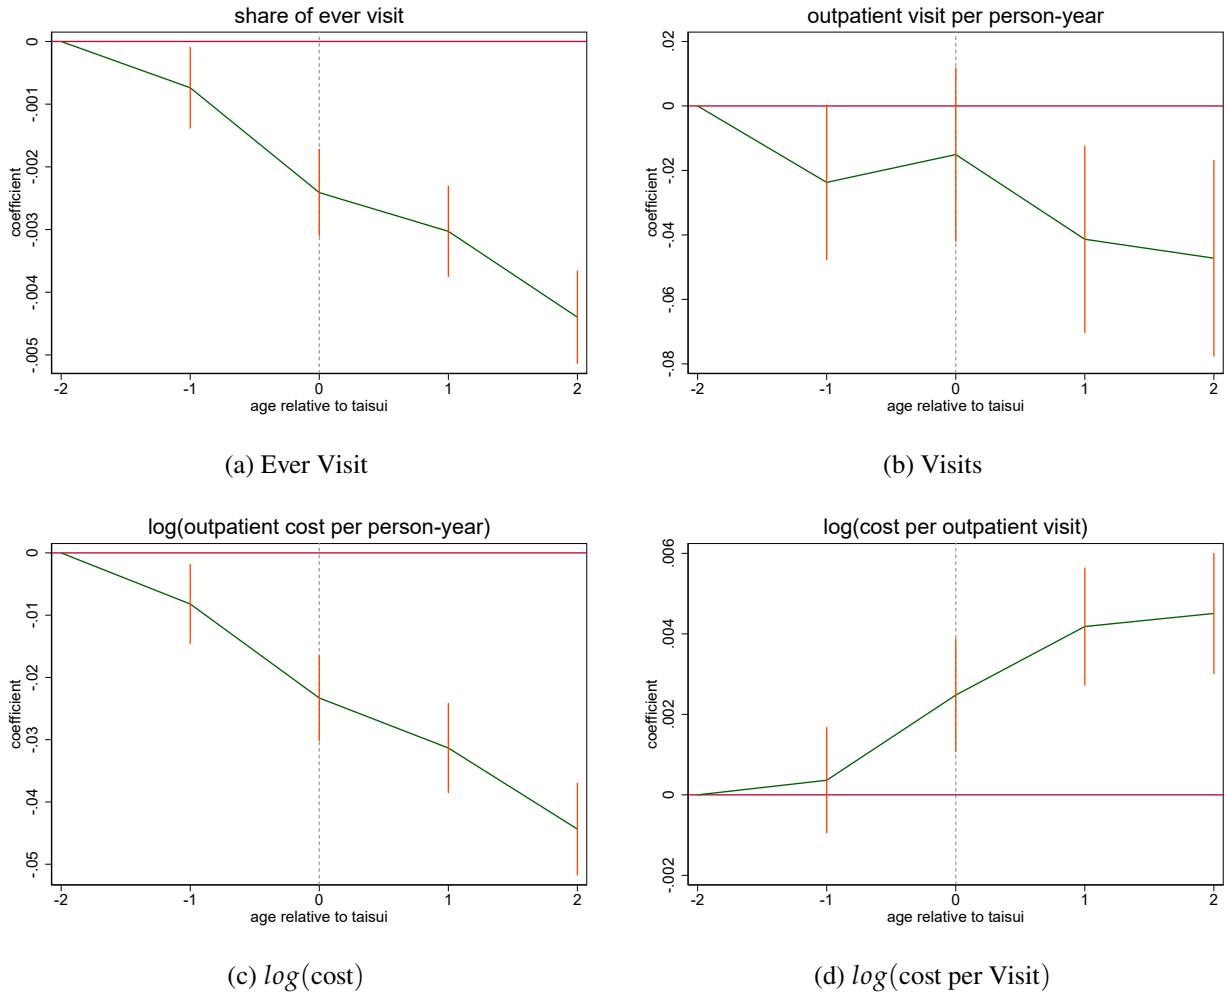 share of ever visit
0
-.001
-.002
-.003
-.004
-.005
coefficient
-2
-1
0
1
2
age relative to taisui
(a) Ever Visit
outpatient visit per person-year
.02
0
-.02
-.04
-.06
-.08
coefficient
-2
-1
0
1
2
age relative to taisui
(b) Visits
log(outpatient cost per person-year)
0
-.01
-.02
-.03
-.04
-.05
coefficient
-2
-1
0
1
2
age relative to taisui
(c) log(cost)
log(cost per outpatient visit)
.006
.004
.002
0
-.002
coefficient
-2
-1
0
1
2
age relative to taisui
(d) log(cost per Visit)